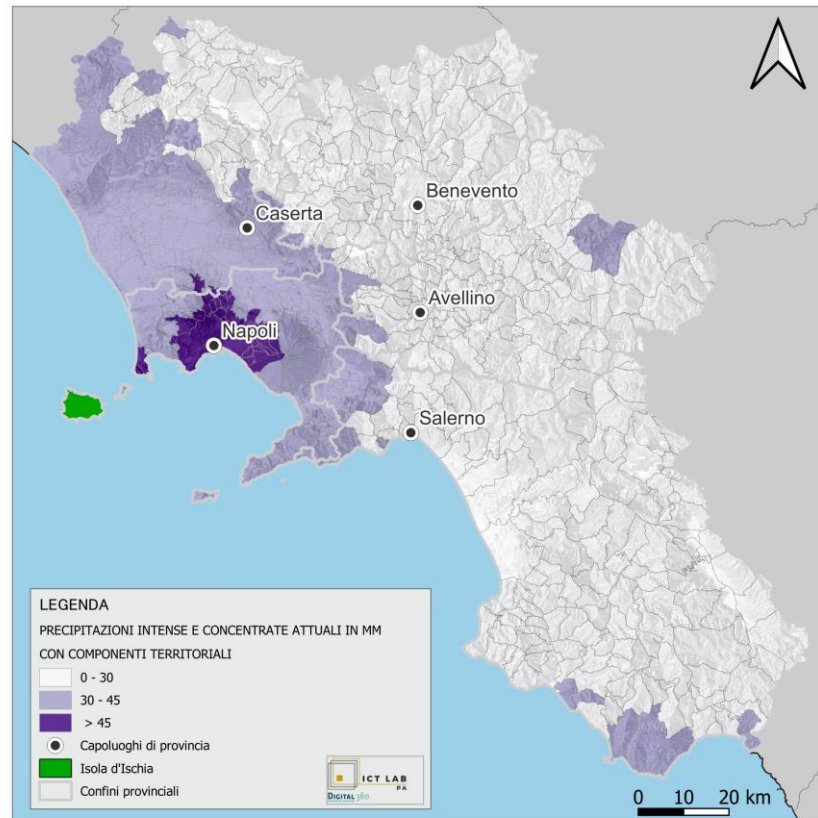 Benevento
Caserta
Avellino
Napoli
Salerno
LEGENDA
PRECIPITAZIONI INTENSE E CONCENTRATE ATTUALI IN MM
CON COMPONENTI TERRITORIALI
0 - 30
30 - 45
> 45
Capoluoghi di provincia
Isola d'Ischia
Confini provinciali
ICT LAB
PA
DIGITAL360
0 10 20 km